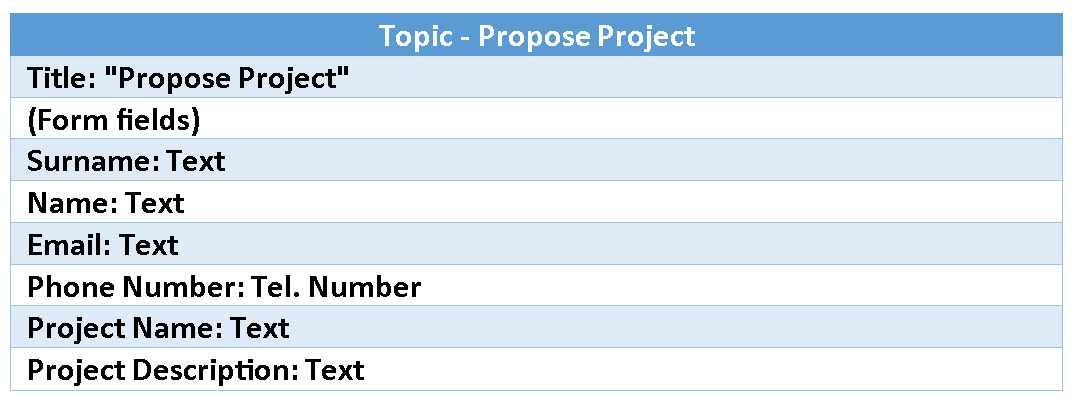 Topic - Propose Project
Title: "Propose Project"
(Form fields)
Surname: Text
Name: Text
Email: Text
Phone Number: Tel. Number
Project Name: Text
Project Description: Text